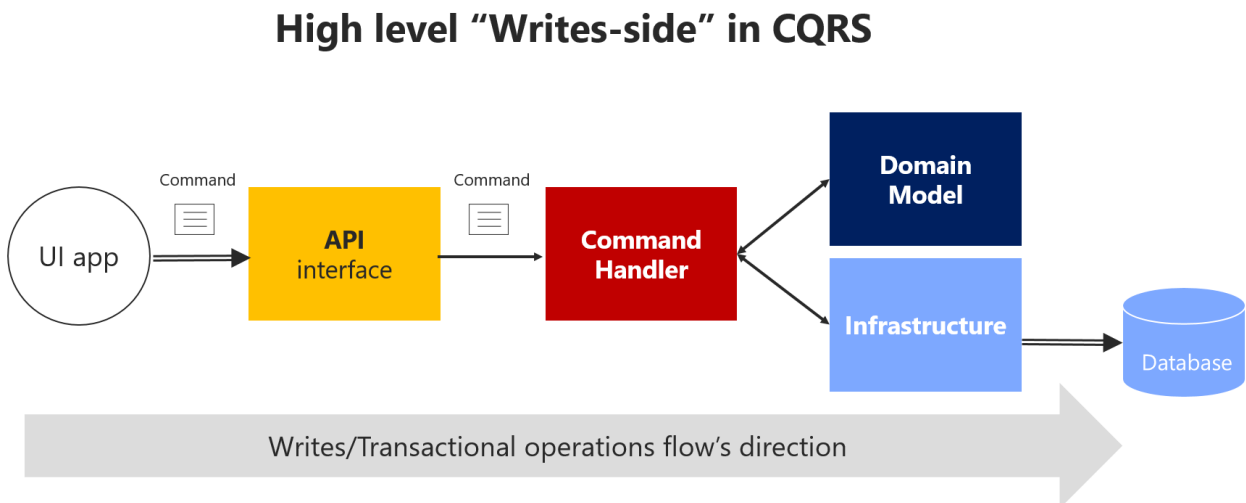 High level “Writes-side” in CQRS
Command
Command
UI app
API
interface
Command
Handler
Domain
Model
Infrastructure
Database
Writes/Transactional operations flow’s direction